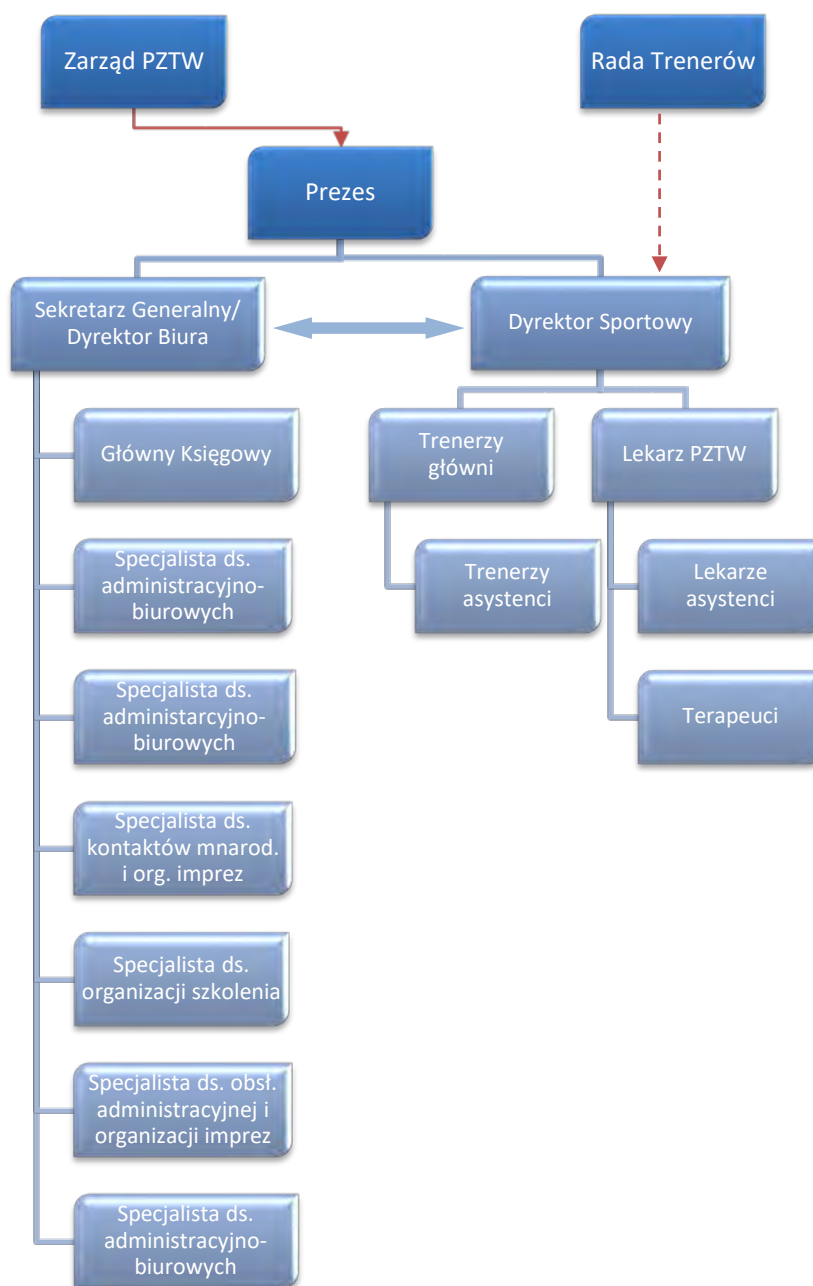 Zarząd PZTW
Rada Trenerów
Prezes
Sekretarz Generalny/
Dyrektor Biura
Dyrektor Sportowy
Główny Księgowy
Trenerzy
główni
Lekarz PZTW
Specjalista ds.
administracyjno-
biurowych
Trenerzy
asystenci
Lekarze
asystenci
Specjalista ds.
administarcyjno-
biurowych
Terapeuci
Specjalista ds.
kontaktów mnarod.
i org. imprez
Specjalista ds.
organizacji szkolenia
Specjalista ds. obsł.
administracyjnej i
organizacji imprez
Specjalista ds.
administracyjno-
biurowych